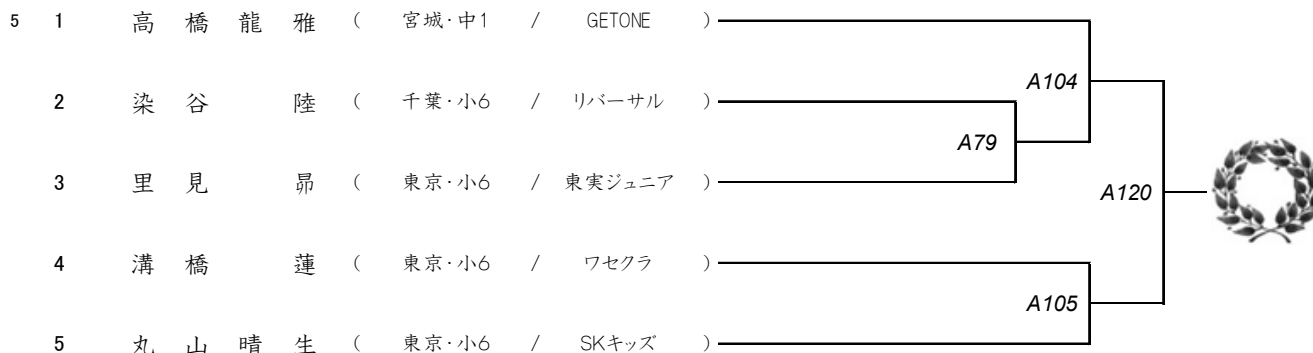 5 1 高橋龍雅 ( 宮城・中1 / GETONE )
A104
2 染谷 陸 ( 千葉・小6 / リバーサル )
A79
3 里見 昴 ( 東京・小6 / 東実ジュニア )
A120
4 溝橋 蓮 ( 東京・小6 / ワセクラ )
A105
5 丸山晴生 ( 東京・小6 / SKキッズ )